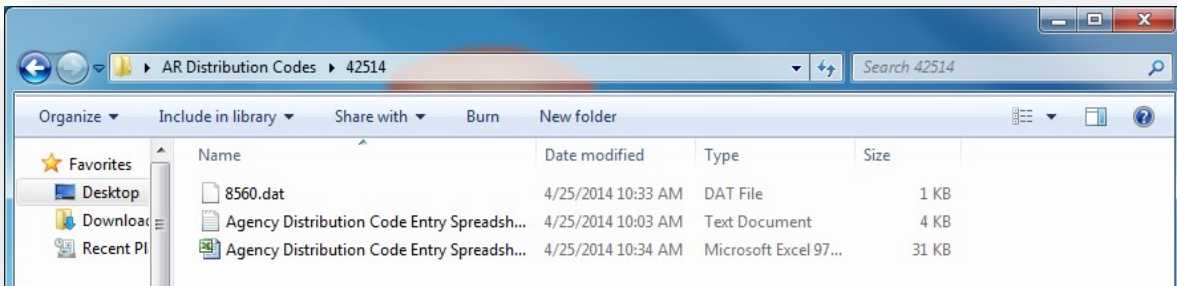 AR Distribution Codes 42514 Search 42514
Organize Include in library Share with Burn New folder
Favorites
Desktop
Downloa
Recent Pl
Name Date modified Type Size
8560.dat 4/25/2014 10:33 AM DAT File 1 KB
Agency Distribution Code Entry Spreadsh... 4/25/2014 10:03 AM Text Document 4 KB
Agency Distribution Code Entry Spreadsh... 4/25/2014 10:34 AM Microsoft Excel 97... 31 KB